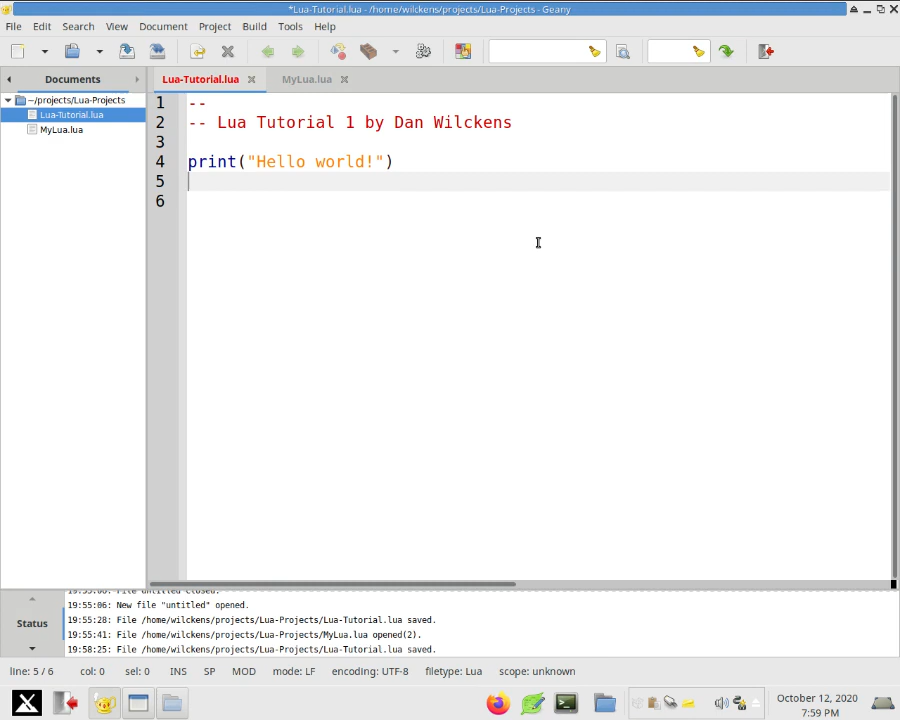 *Lua-Tutorial.lua - /home/wilckens/projects/Lua-Projects - Geany
File Edit Search View Document Project Build Tools Help
Documents
Lua-Tutorial.lua MyLua.lua
~/projects/Lua-Projects
Lua-Tutorial.lua
MyLua.lua
1 --
2 -- Lua Tutorial 1 by Dan Wilckens
3
4 print("Hello world!")
5
6
Status
19:55:06: File untitled closed.
19:55:06: New file "untitled" opened.
19:55:28: File /home/wilckens/projects/Lua-Projects/Lua-Tutorial.lua saved.
19:55:41: File /home/wilckens/projects/Lua-Projects/MyLua.lua opened(2).
19:58:25: File /home/wilckens/projects/Lua-Projects/Lua-Tutorial.lua saved.
line: 5 / 6 col: 0 sel: 0 INS SP MOD mode: LF encoding: UTF-8 filetype: Lua scope: unknown
October 12, 2020
7:59 PM